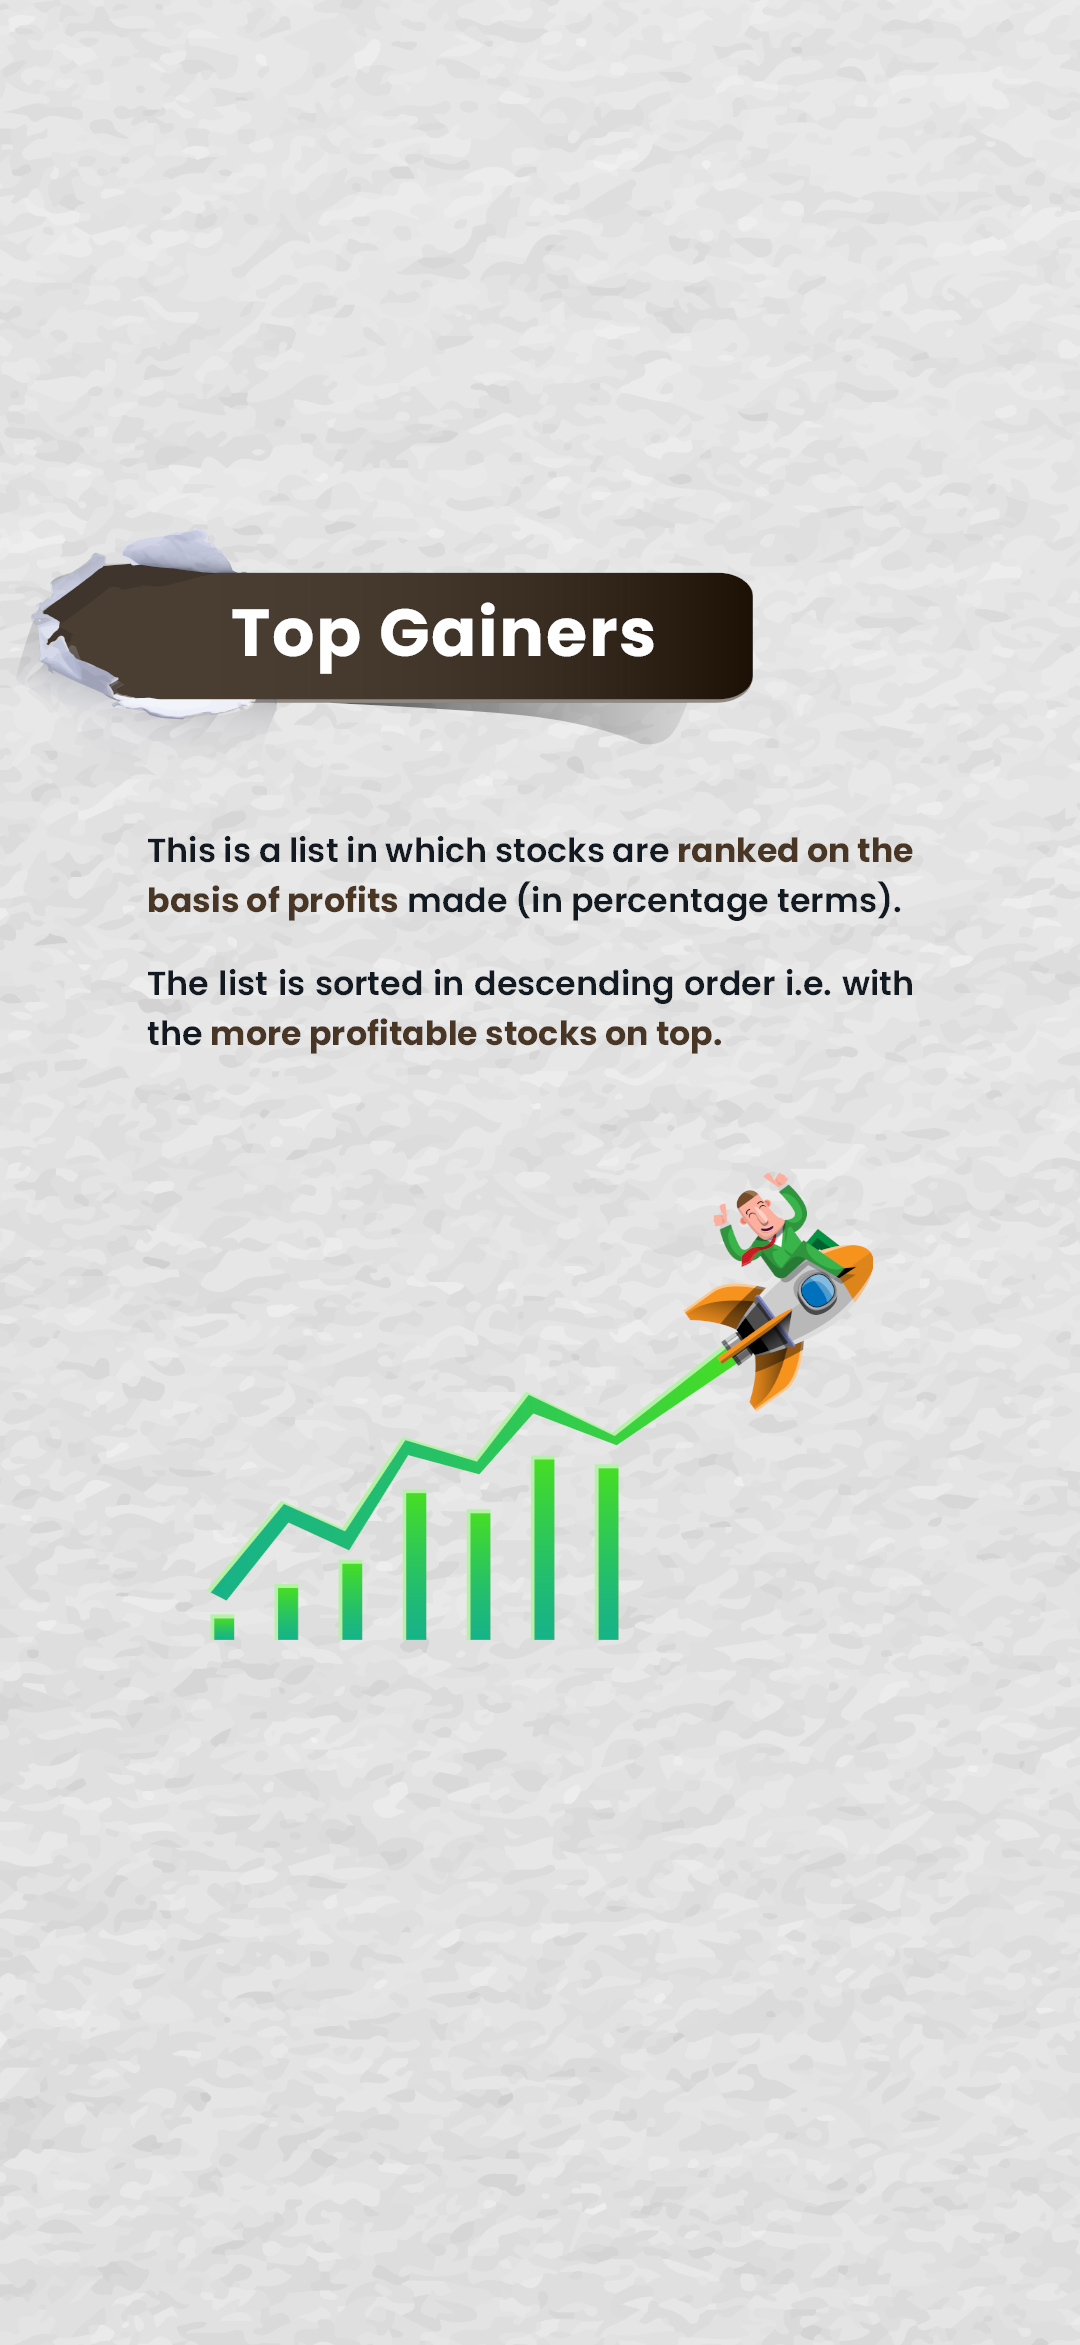 Top Gainers
This is a list in which stocks are ranked on the
basis of profits made (in percentage terms).
The list is sorted in descending order i.e. with
the more profitable stocks on top.